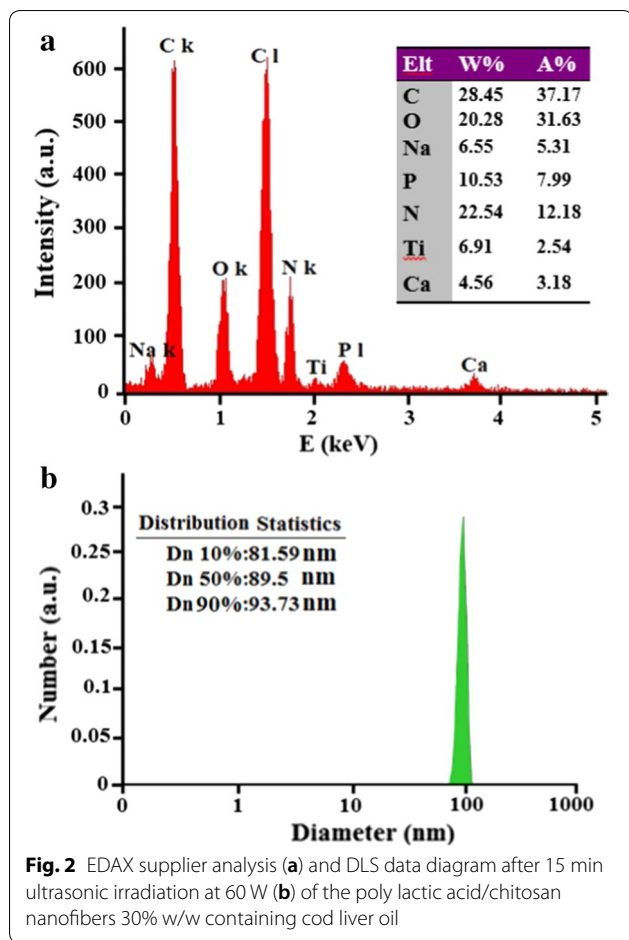 a
C k
C l
O k
N k
Na k
Ti
P l
Ca
Intensity (a.u.)
600
500
400
300
200
100
0
0 1 2 3 4 5
E (keV)
Elt W% A%
C 28.45 37.17
O 20.28 31.63
Na 6.55 5.31
P 10.53 7.99
N 22.54 12.18
Ti 6.91 2.54
Ca 4.56 3.18
b
Distribution Statistics
Dn 10%:81.59 nm
Dn 50%:89.5 nm
Dn 90%:93.73 nm
Number (a.u.)
0.3
0.25
0.2
0.15
0.1
0.05
0
0 1 10 100 1000
Diameter (nm)
Fig. 2 EDAX supplier analysis (a) and DLS data diagram after 15 min
ultrasonic irradiation at 60 W (b) of the poly lactic acid/chitosan
nanofibers 30% w/w containing cod liver oil